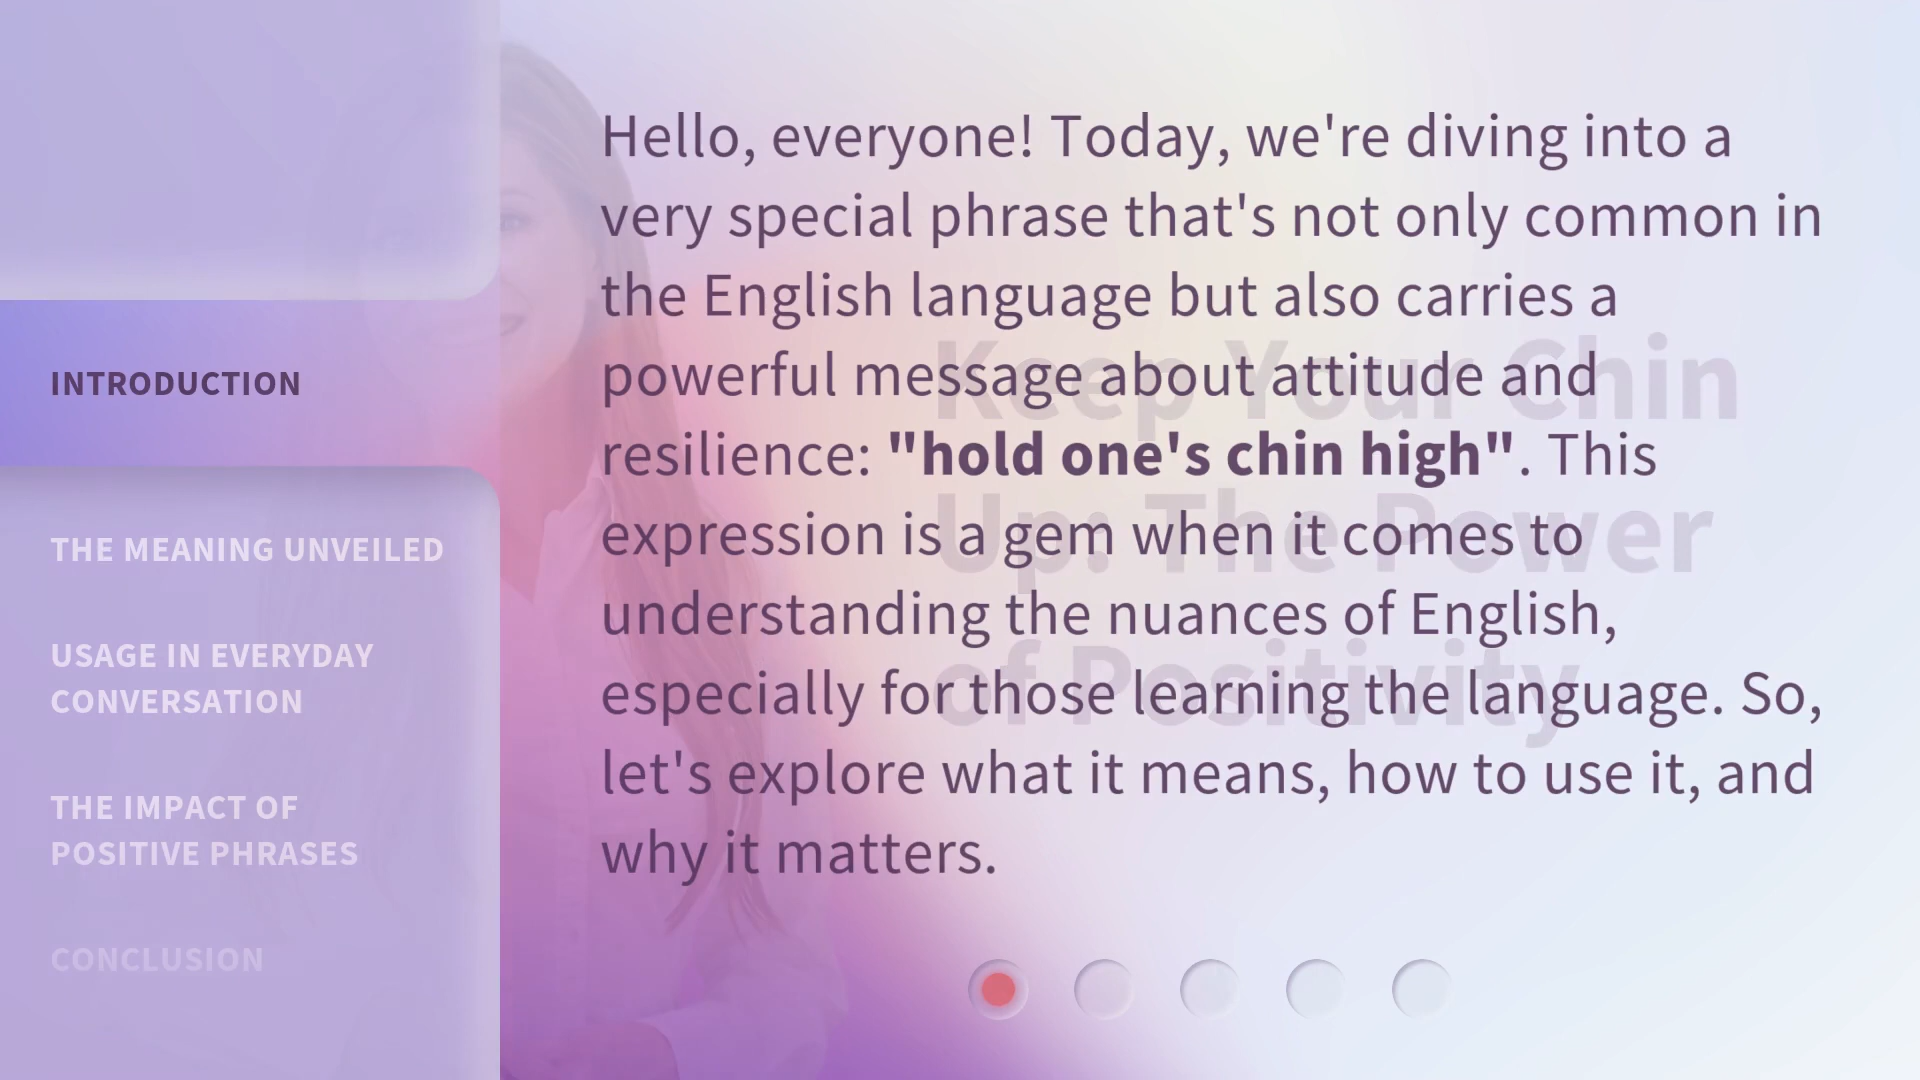 INTRODUCTION
THE MEANING UNVEILED
USAGE IN EVERYDAY
CONVERSATION
THE IMPACT OF
POSITIVE PHRASES
CONCLUSION
Hello, everyone! Today, we're diving into a
very special phrase that's not only common in
the English language but also carries a
powerful message about attitude and
resilience: "hold one's chin high". This
expression is a gem when it comes to
understanding the nuances of English,
especially for those learning the language. So,
let's explore what it means, how to use it, and
why it matters.
Keep Your Chin
Up: The Power
of Positivity